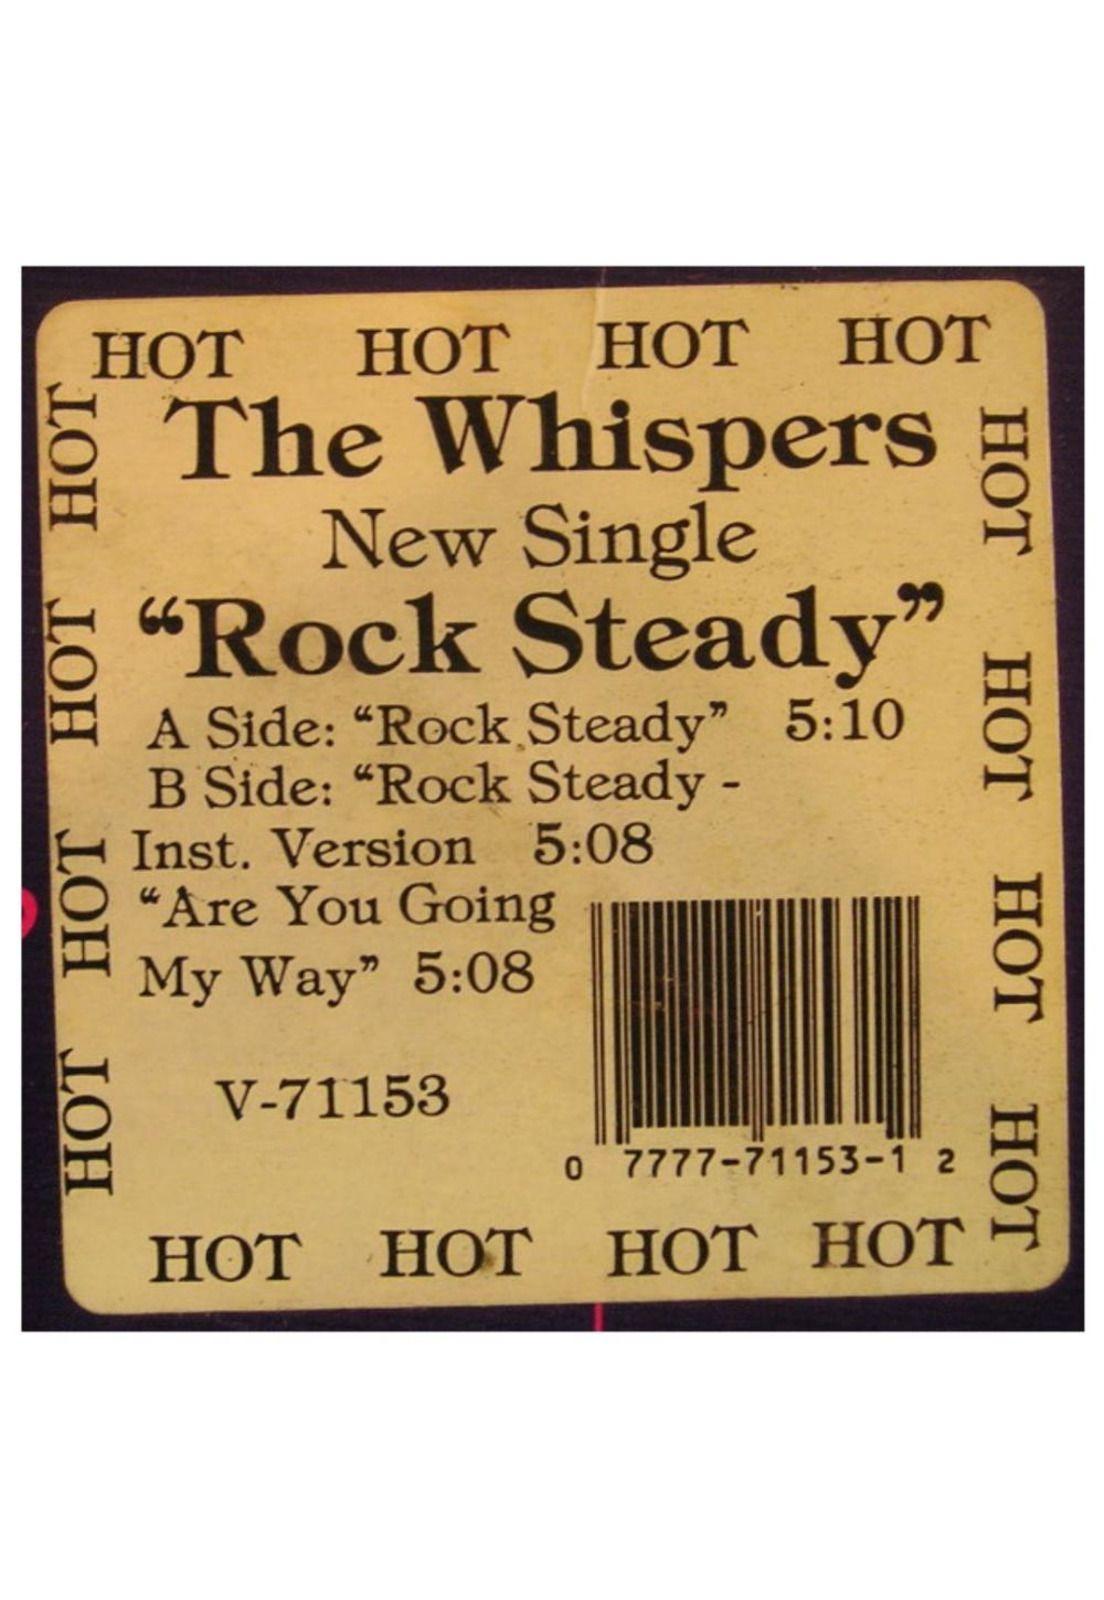 HOT HOT HOT HOT
The Whispers
New Single
“Rock Steady”
A Side: “Rock Steady” 5:10
B Side: “Rock Steady -
Inst. Version 5:08
“Are You Going
My Way” 5:08
V-71153
0 7777-71153-1 2
HOT HOT HOT HOT
HOT
HOT
HOT
HOT
HOT
HOT
HOT
HOT